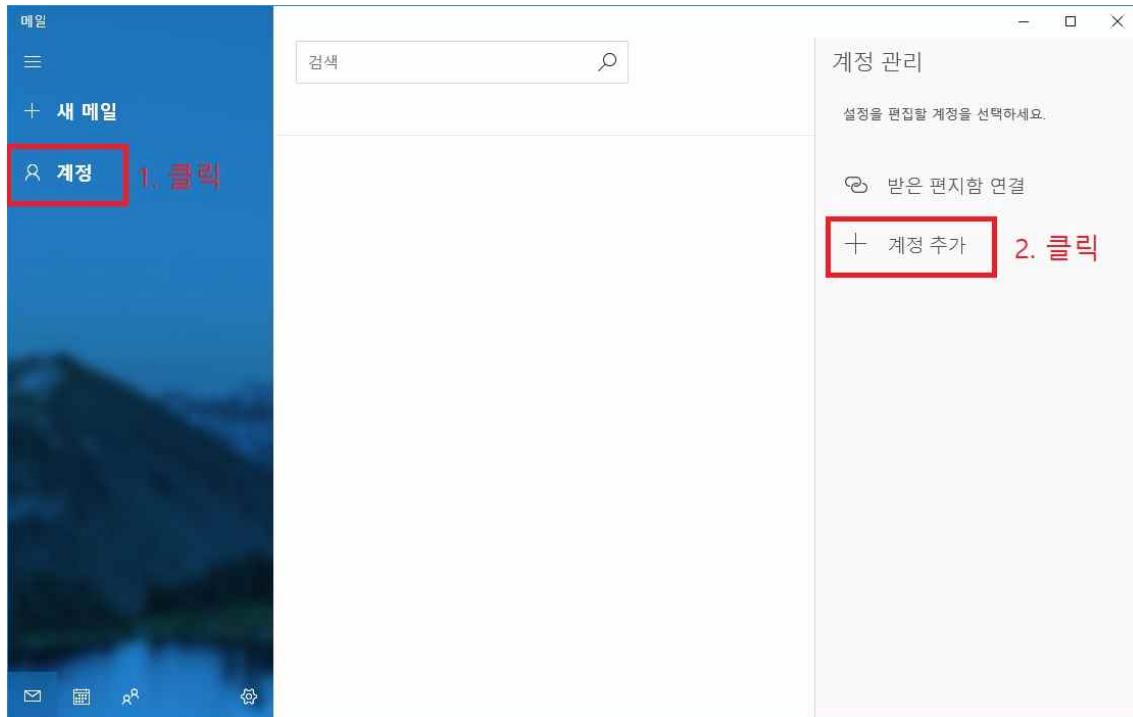 메일
검색
계정 관리
새 메일
설정을 편집할 계정을 선택하세요.
계정
1. 클릭
받은 편지함 연결
계정 추가
2. 클릭